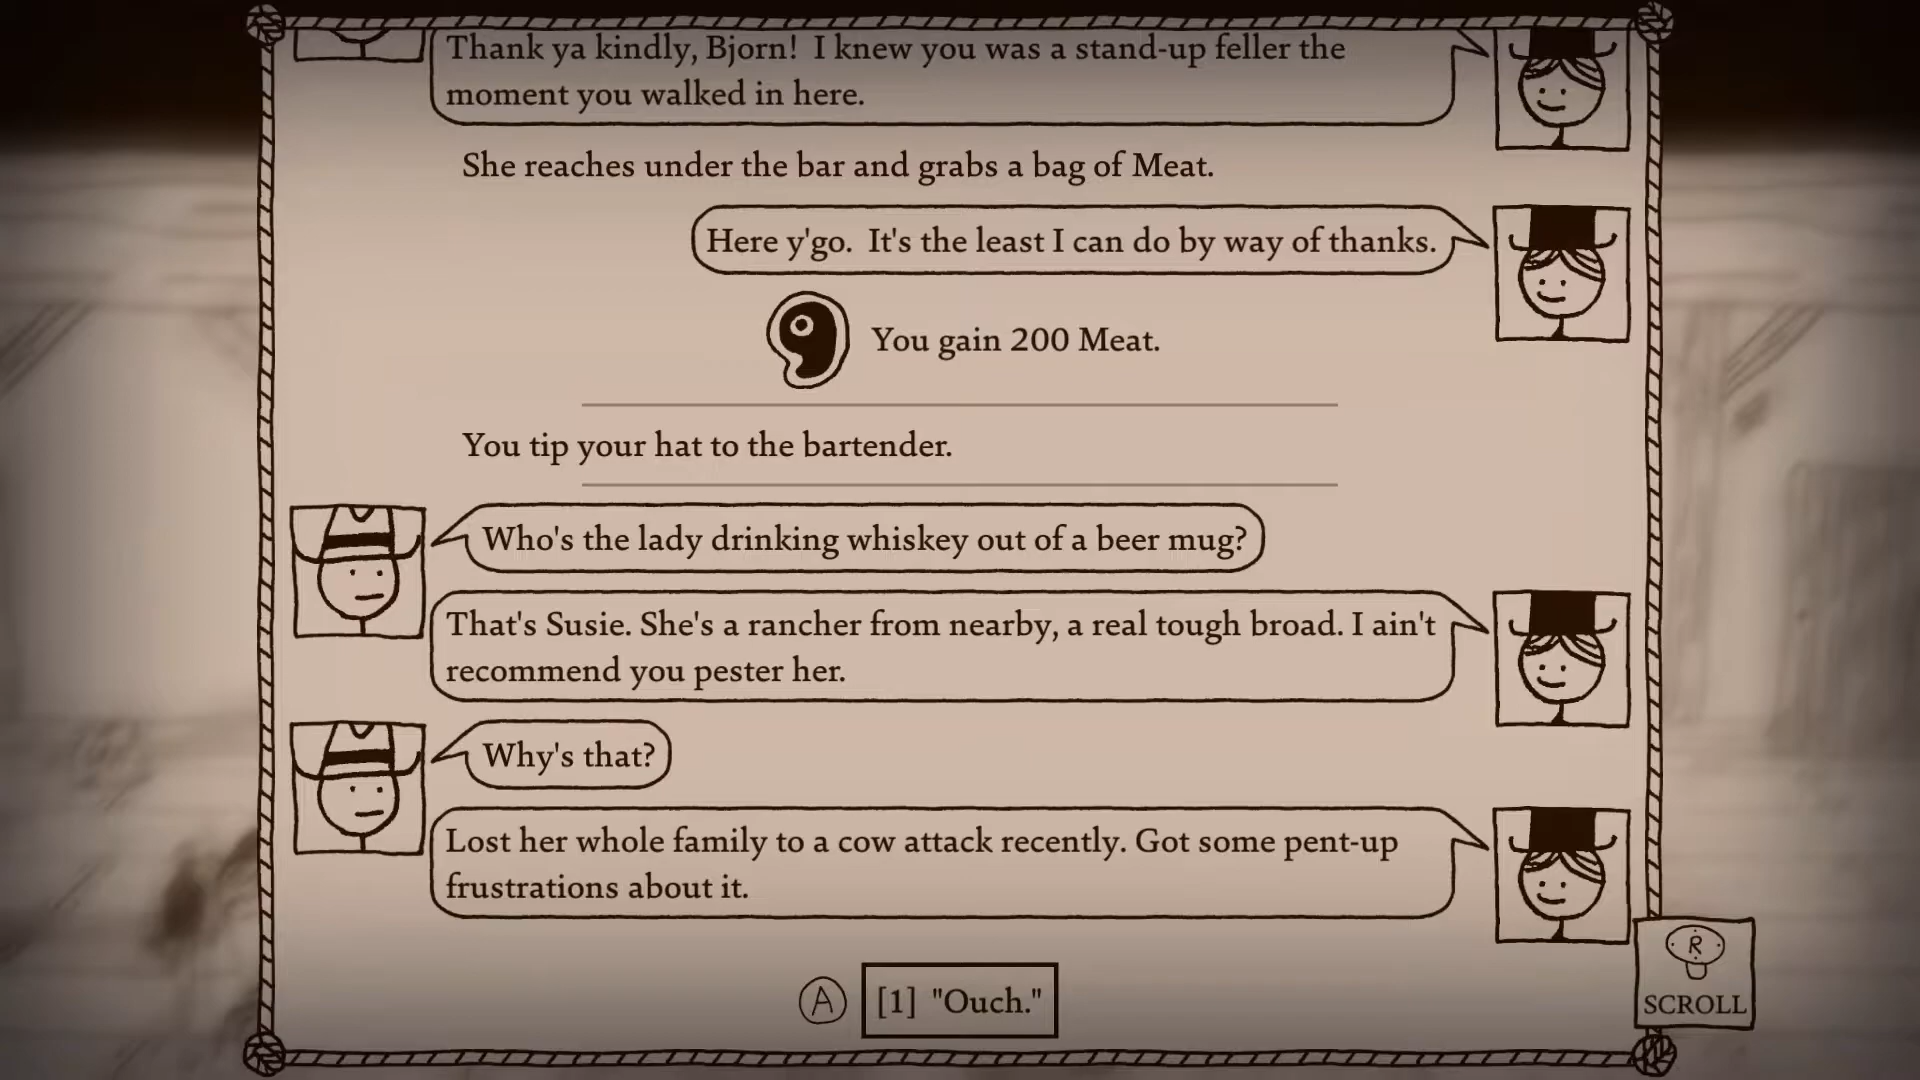 Thank ya kindly, Bjorn!  I knew you was a stand-up feller the
moment you walked in here.
She reaches under the bar and grabs a bag of Meat.
Here y'go.  It's the least I can do by way of thanks.
You gain 200 Meat.
You tip your hat to the bartender.
Who's the lady drinking whiskey out of a beer mug?
That's Susie. She's a rancher from nearby, a real tough broad. I ain't
recommend you pester her.
Why's that?
Lost her whole family to a cow attack recently. Got some pent-up
frustrations about it.
R
SCROLL
A [1] "Ouch."